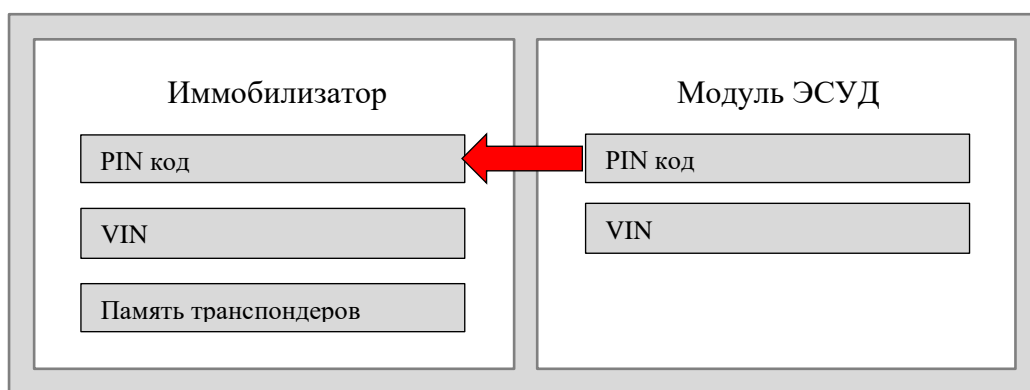 Иммобилизатор
PIN код
VIN
Память транспондеров
Модуль ЭСУД
PIN код
VIN